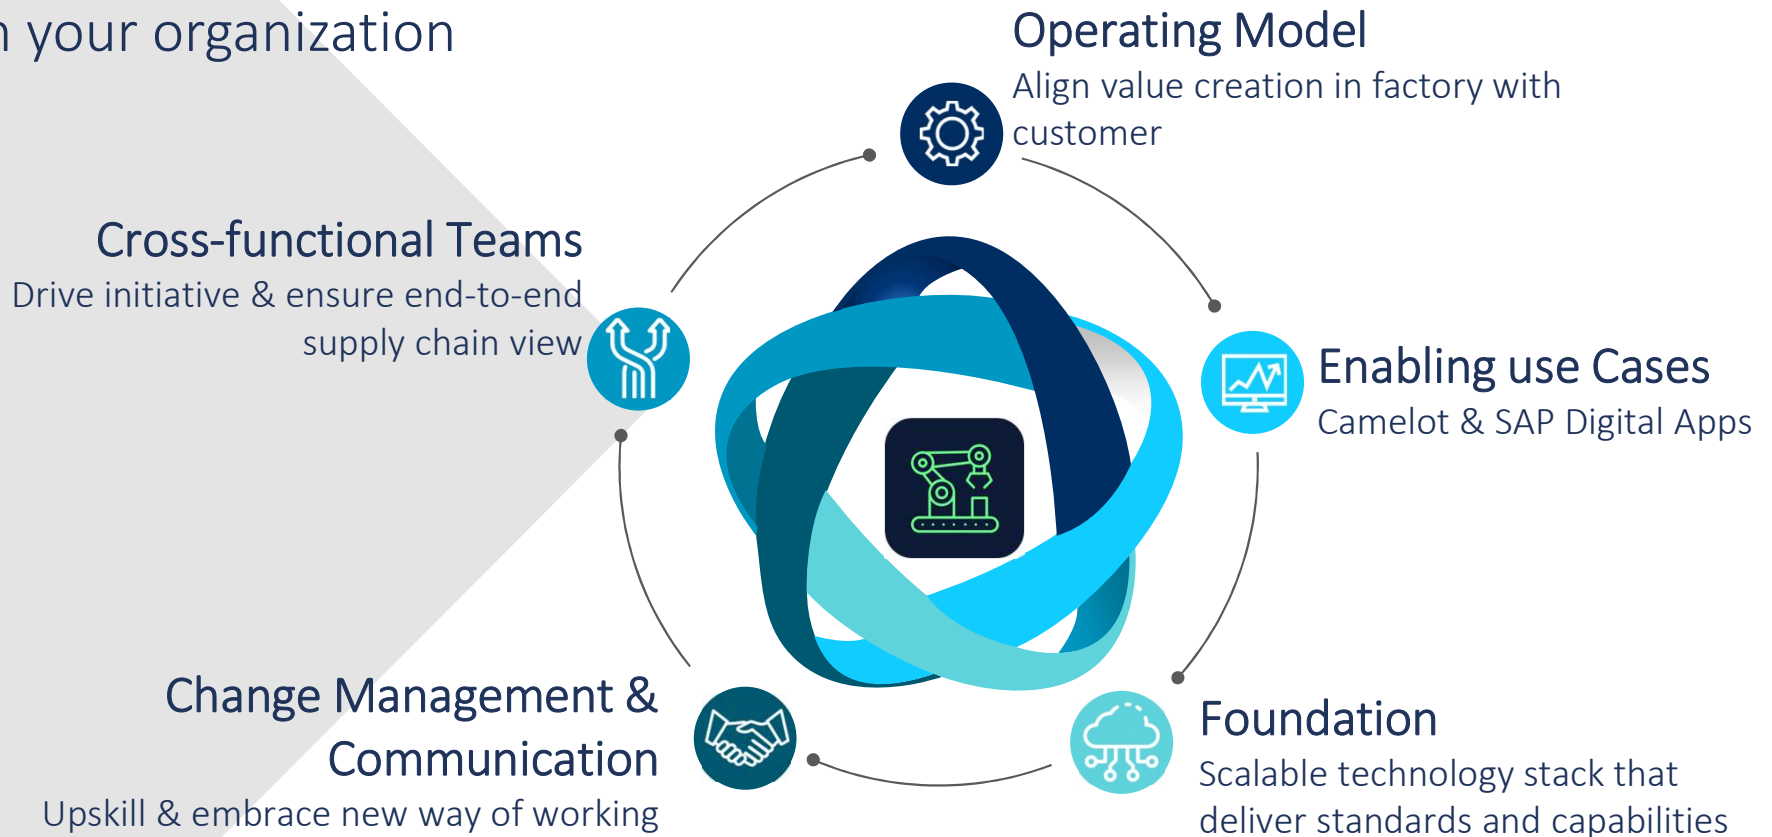 your organization
Operating Model
Align value creation in factory with
customer
Cross-functional Teams
Drive initiative & ensure end-to-end
supply chain view
Enabling use Cases
Camelot & SAP Digital Apps
Change Management &
Communication
Upskill & embrace new way of working
Foundation
Scalable technology stack that
deliver standards and capabilities